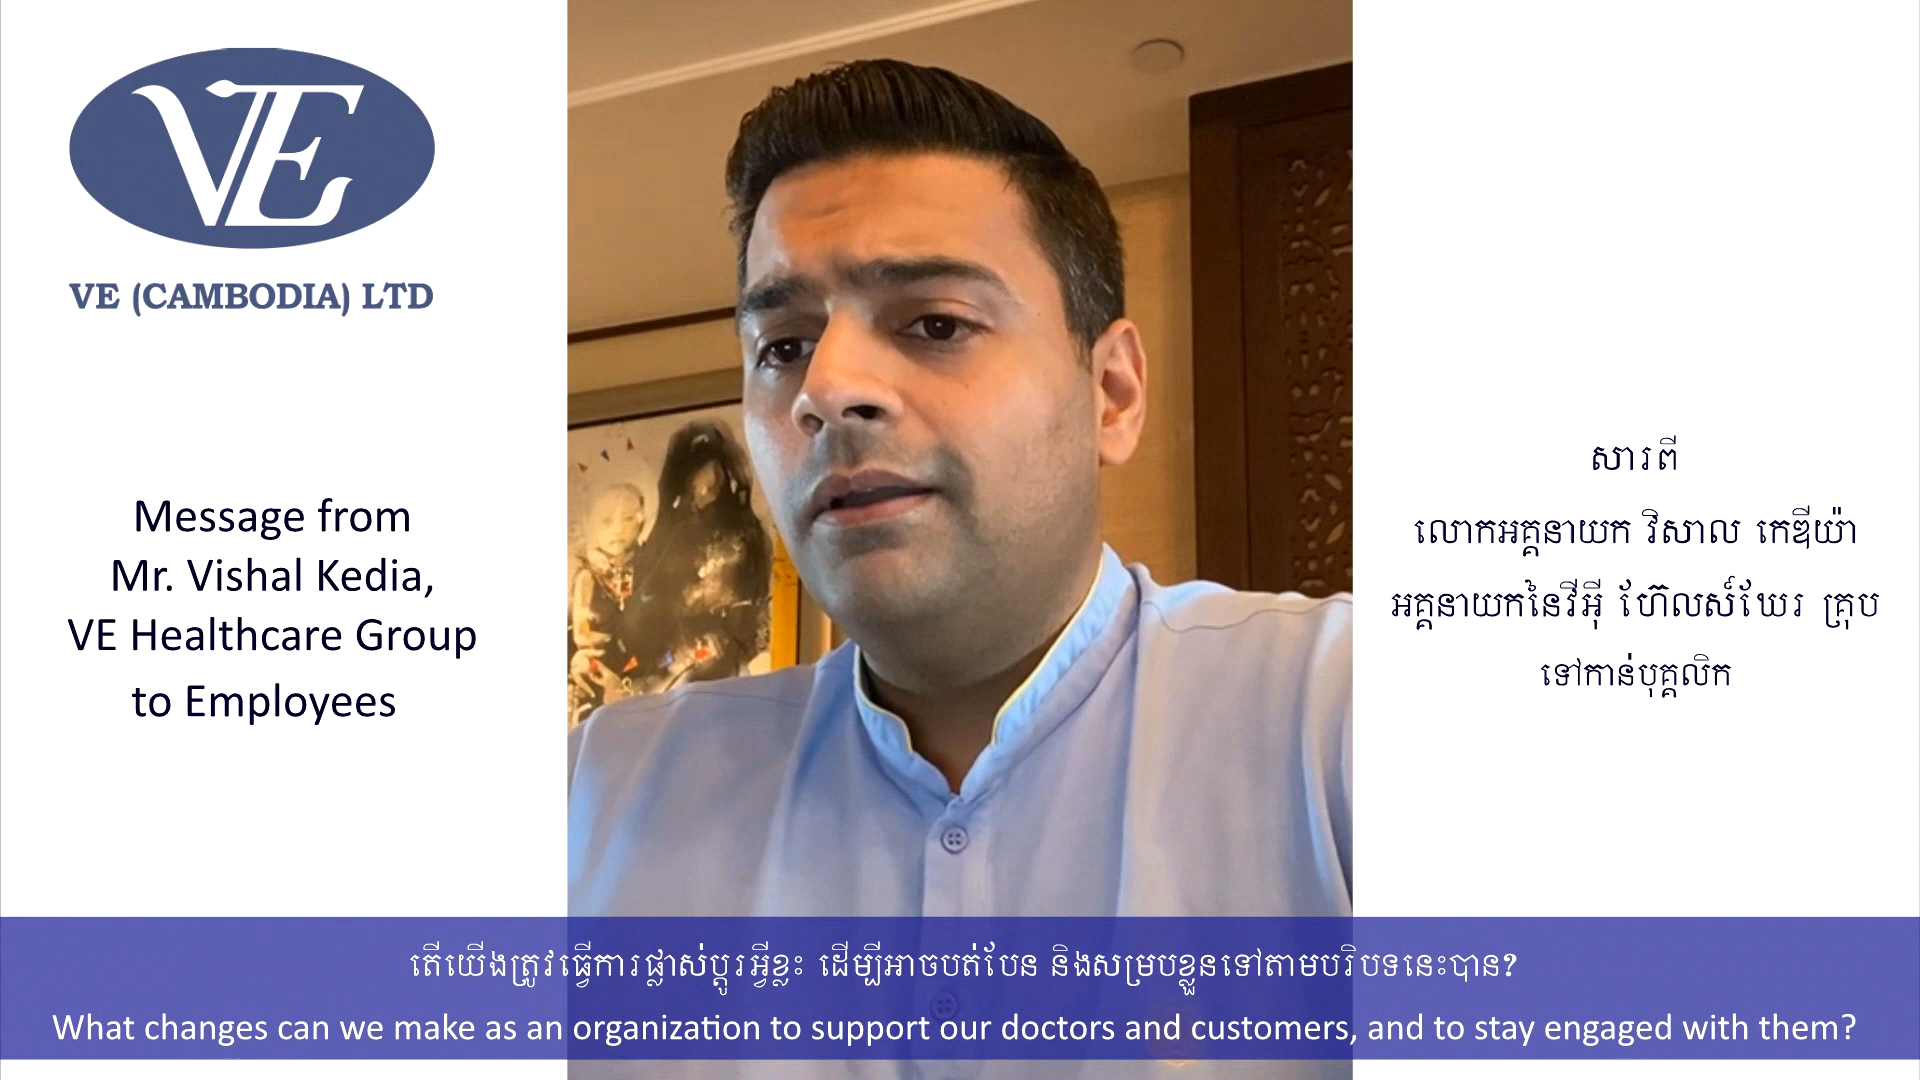 VE
VE (CAMBODIA) LTD
Message from
Mr. Vishal Kedia,
VE Healthcare Group
to Employees
សារពី
លោកអគ្គនាយក វិសាល កេឌីយ៉ា
អគ្គនាយកនៃវីអ៊ី ហ៊ែលស៍ឃែរ គ្រុប
ទៅកាន់បុគ្គលិក
តើយើងត្រូវធ្វើការផ្លាស់ប្តូរអ្វីខ្លះ ដើម្បីអាចបត់បែន និងសម្របខ្លួនទៅតាមបរិបទនេះបាន?
What changes can we make as an organization to support our doctors and customers, and to stay engaged with them?